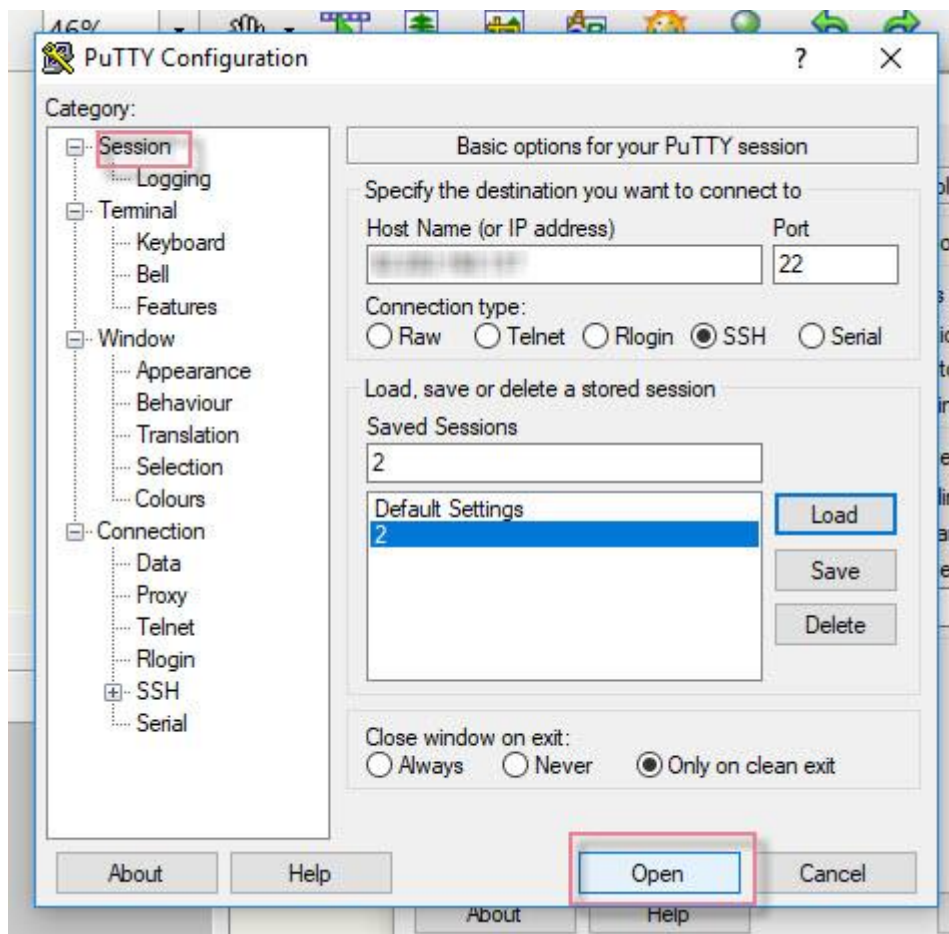 46%
PuTTY Configuration
?
Category:
Session
Logging
Terminal
Keyboard
Bell
Features
Window
Appearance
Behaviour
Translation
Selection
Colours
Connection
Data
Proxy
Telnet
Rlogin
SSH
Serial
Basic options for your PuTTY session
Specify the destination you want to connect to
Host Name (or IP address) Port
22
Connection type:
Raw Telnet Rlogin SSH Serial
Load, save or delete a stored session
Saved Sessions
2
Default Settings
2
Load
Save
Delete
Close window on exit:
Always Never Only on clean exit
About Help Open Cancel
About Help